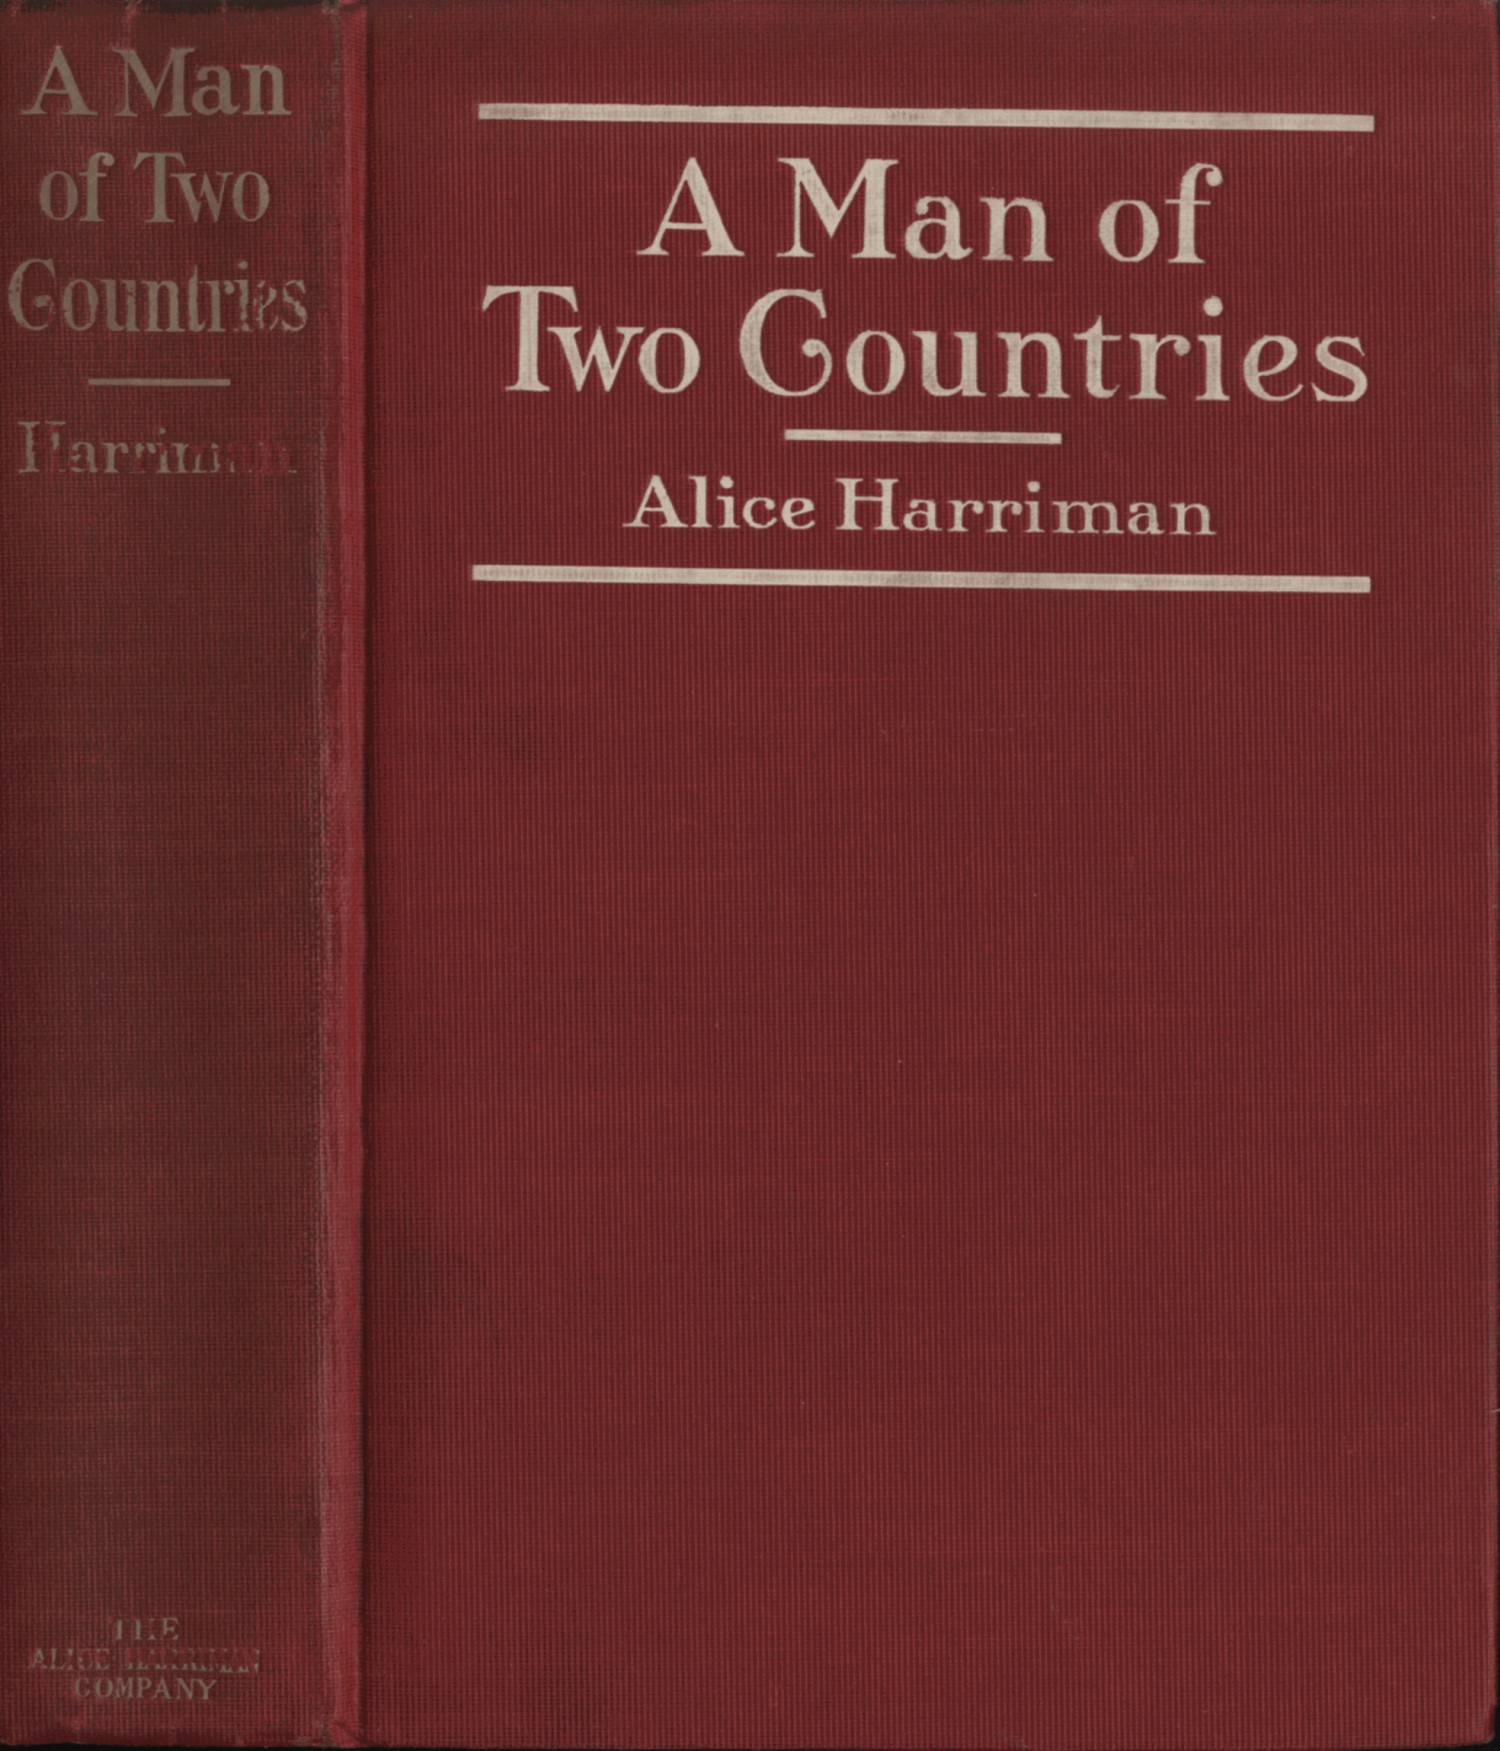 A Man
of Two
Countries
Harriman
THE
ALICE HARRIMAN
COMPANY
A Man of
Two Countries
Alice Harriman